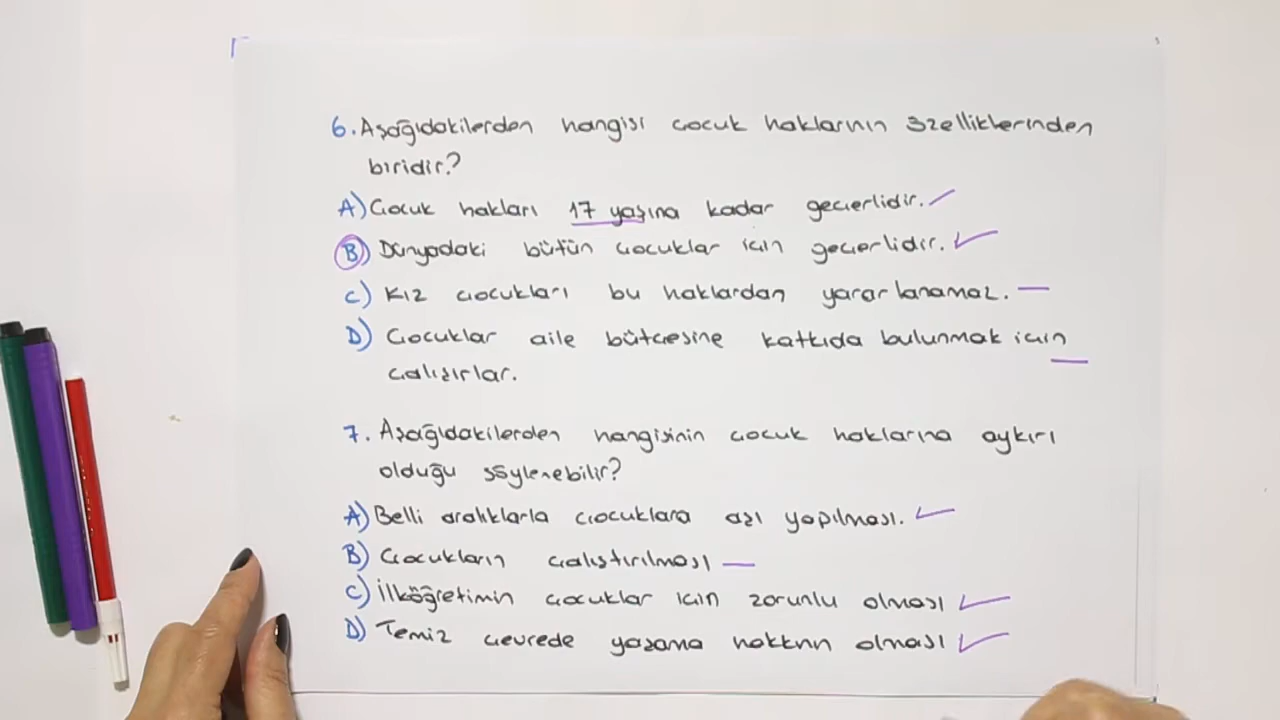 6. Aşağıdakilerden hangisi çocuk haklarının özelliklerinden
biridir?
A) Çocuk hakları 17 yaşına kadar geçerlidir.
B) Dünyadaki bütün çocuklar için geçerlidir.
C) Kız çocukları bu haklardan yararlanamaz.
D) Çocuklar aile bütçesine katkıda bulunmak için
çalışırlar.
7. Aşağıdakilerden hangisinin çocuk haklarına aykırı
olduğu söylenebilir?
A) Belli aralıklarla çocuklara aşı yapılması.
B) Çocukların çalıştırılması
C) İlköğretimin çocuklar için zorunlu olması
D) Temiz çevrede yaşama hakkının olması